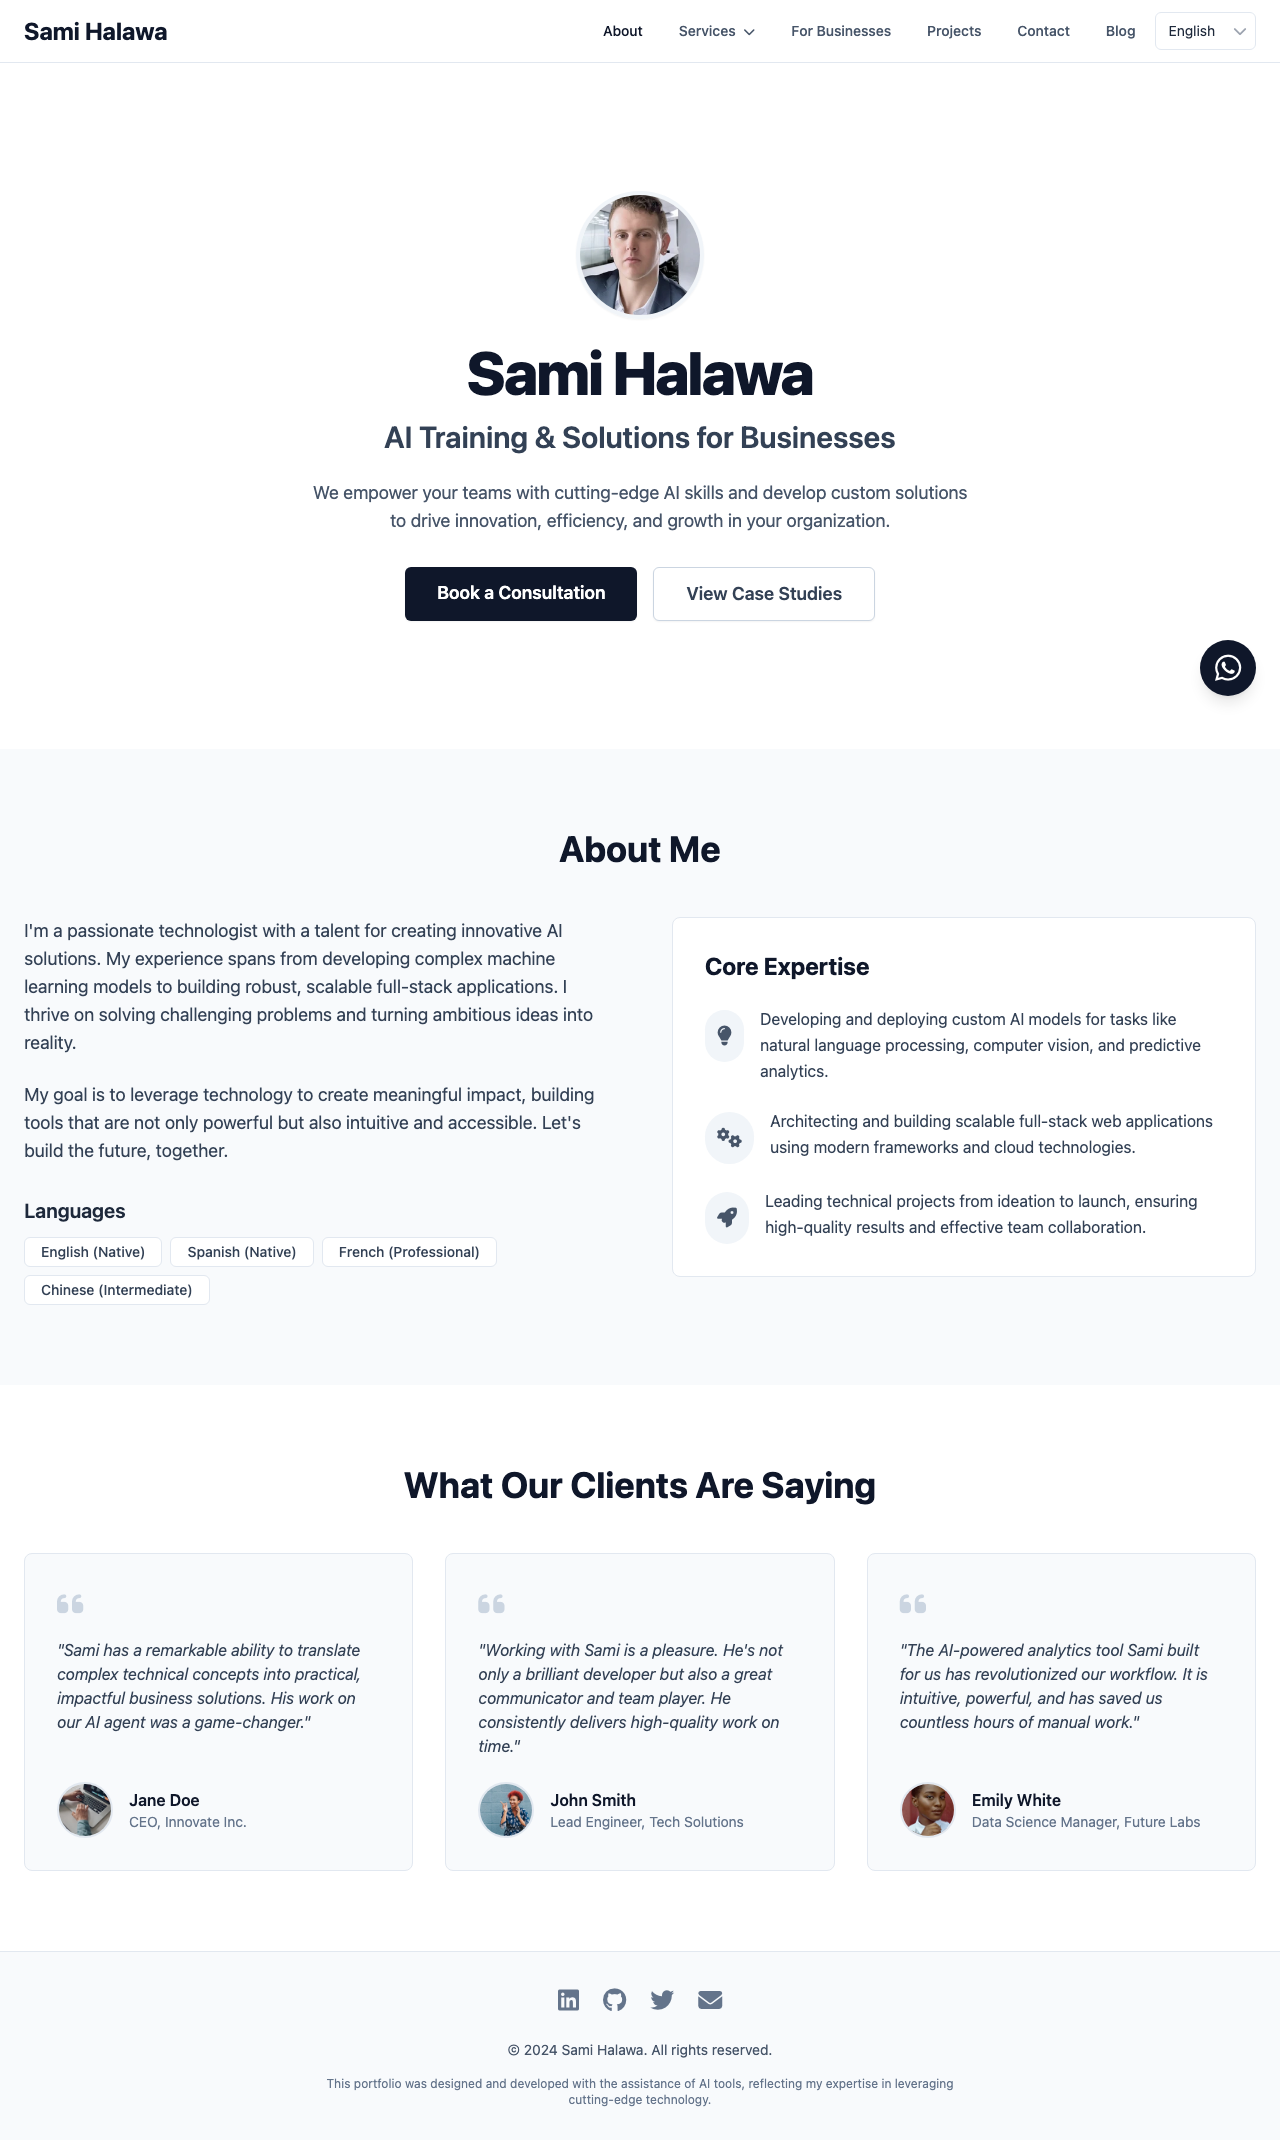 Sami Halawa
About
Services
For Businesses
Projects
Contact
Blog
English
Sami Halawa
AI Training & Solutions for Businesses
We empower your teams with cutting-edge AI skills and develop custom solutions
to drive innovation, efficiency, and growth in your organization.
Book a Consultation
View Case Studies
About Me
I'm a passionate technologist with a talent for creating innovative AI
solutions. My experience spans from developing complex machine
learning models to building robust, scalable full-stack applications. I
thrive on solving challenging problems and turning ambitious ideas into
reality.
My goal is to leverage technology to create meaningful impact, building
tools that are not only powerful but also intuitive and accessible. Let's
build the future, together.
Languages
English (Native)
Spanish (Native)
French (Professional)
Chinese (Intermediate)
Core Expertise
Developing and deploying custom AI models for tasks like
natural language processing, computer vision, and predictive
analytics.
Architecting and building scalable full-stack web applications
using modern frameworks and cloud technologies.
Leading technical projects from ideation to launch, ensuring
high-quality results and effective team collaboration.
What Our Clients Are Saying
"Sami has a remarkable ability to translate
complex technical concepts into practical,
impactful business solutions. His work on
our AI agent was a game-changer."
Jane Doe
CEO, Innovate Inc.
"Working with Sami is a pleasure. He's not
only a brilliant developer but also a great
communicator and team player. He
consistently delivers high-quality work on
time."
John Smith
Lead Engineer, Tech Solutions
"The AI-powered analytics tool Sami built
for us has revolutionized our workflow. It is
intuitive, powerful, and has saved us
countless hours of manual work."
Emily White
Data Science Manager, Future Labs
© 2024 Sami Halawa. All rights reserved.
This portfolio was designed and developed with the assistance of AI tools, reflecting my expertise in leveraging
cutting-edge technology.